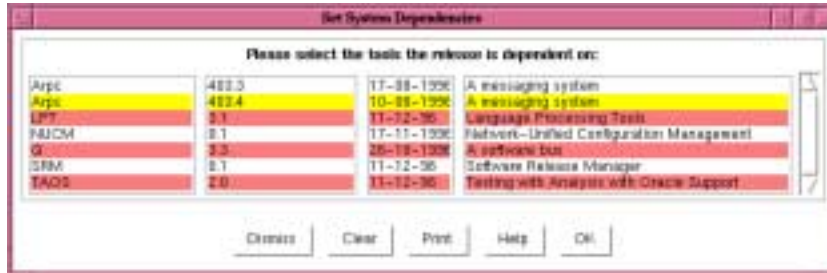 Set System Dependencies
Please select the tools the release is dependent on:
Arpc 403.3 17-08-1996 A messaging system
Arpc 403.4 10-08-1996 A messaging system
LPT 0.1 11-12-96 Language Processing Tools
NUCM 0.1 17-11-1996 Network-Unified Configuration Management
Q 3.3 26-10-1996 A software bus
SRM 0.1 11-12-96 Software Release Manager
TAOS 2.0 11-12-96 Testing with Analysis with Oracle Support
Dismiss Clear Print Help OK